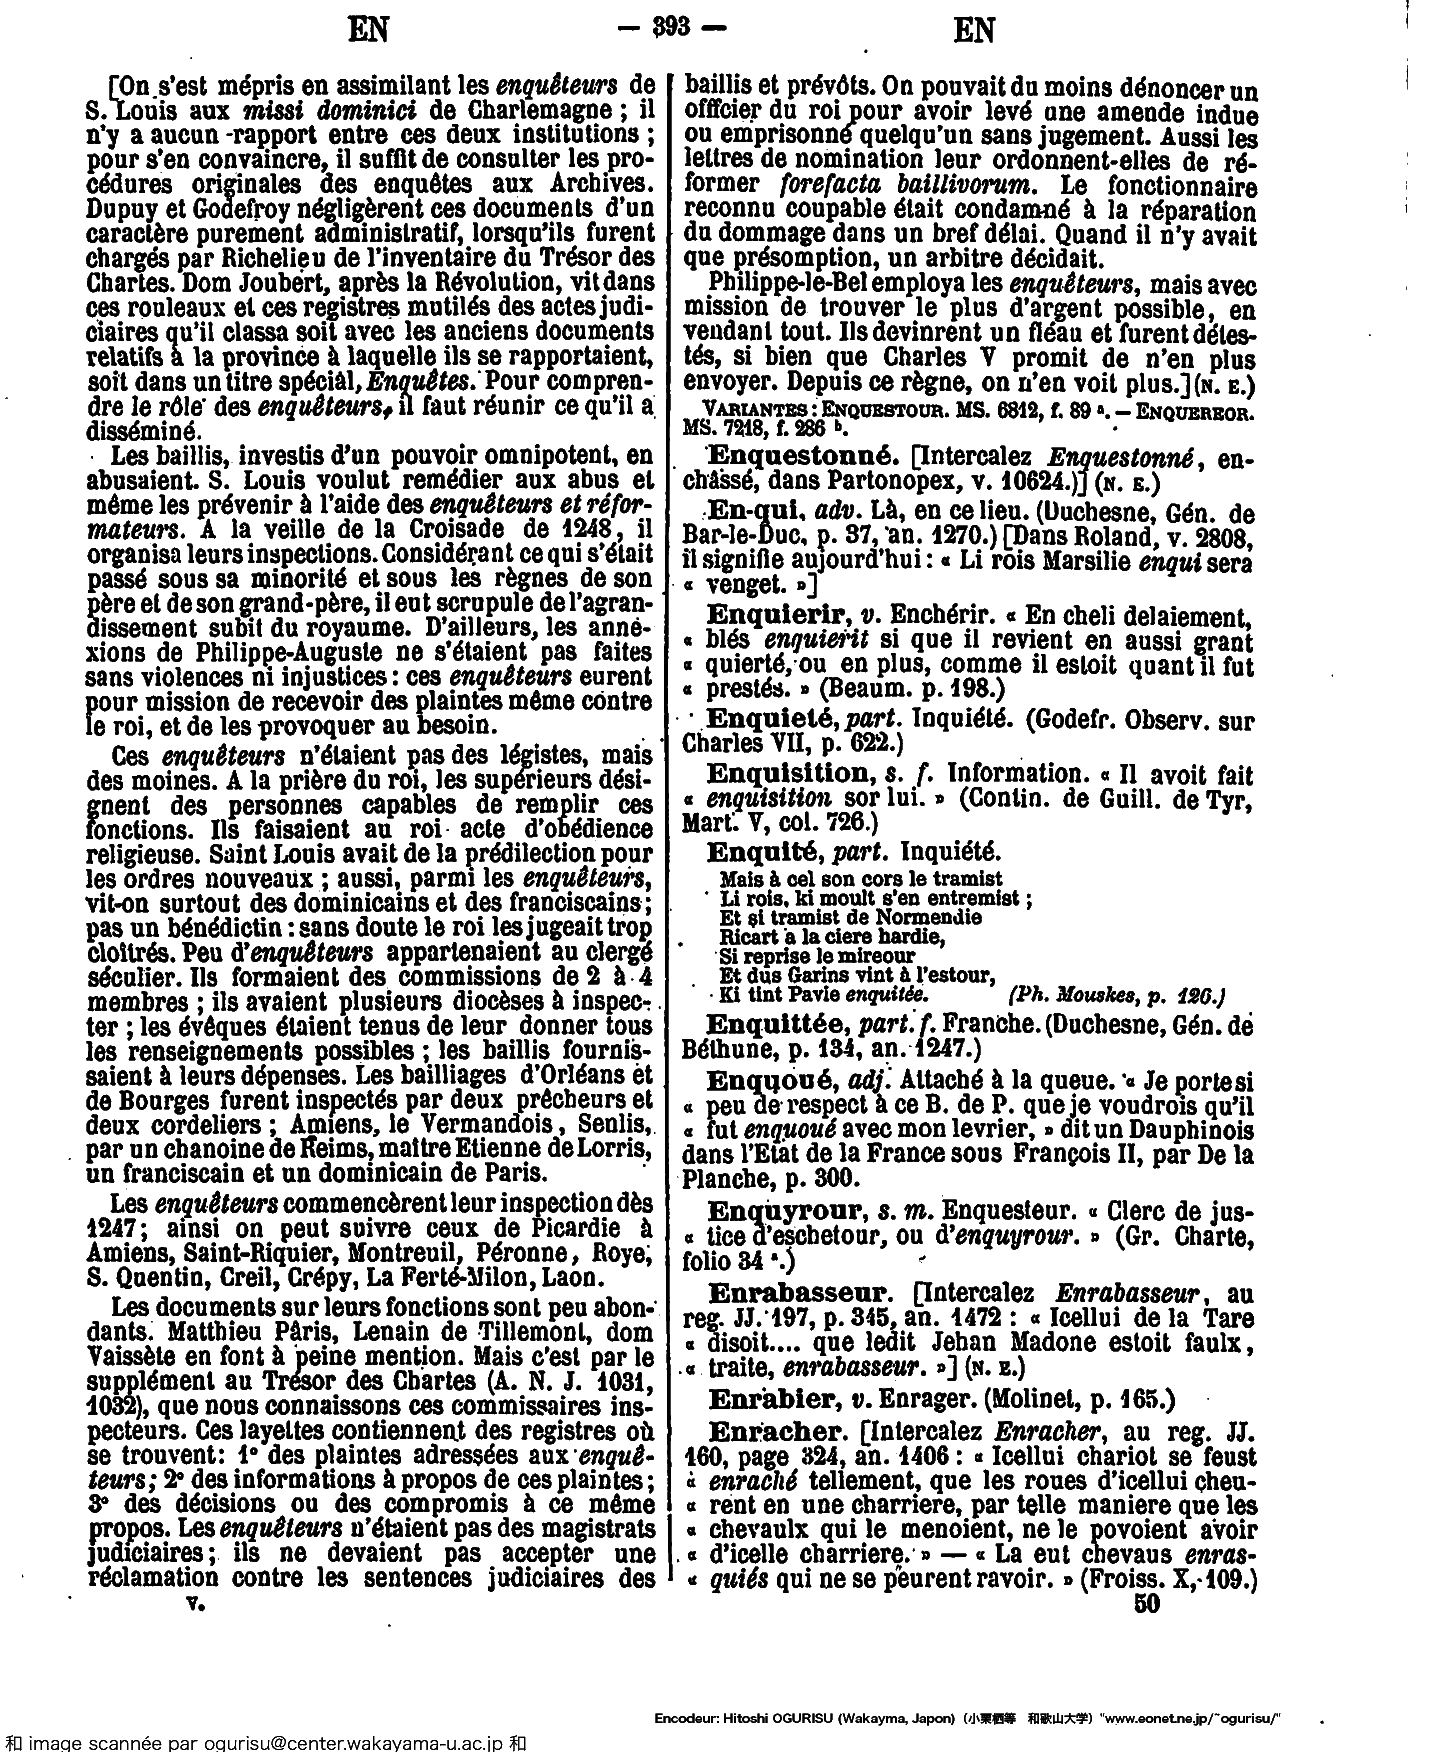 EN — 393 — EN
[On s'est mépris en assimilant les enquêteurs de
S. Louis aux missi dominici de Charlemagne ; il
n'y a aucun rapport entre ces deux institutions ;
pour s'en convaincre, il suffit de consulter les pro-
cédures originales des enquêtes aux Archives.
Dupuy et Godefroy négligèrent ces documents d'un
caractère purement administratif, lorsqu'ils furent
chargés par Richelieu de l'inventaire du Trésor des
Chartes. Dom Joubert, après la Révolution, vit dans
ces rouleaux et ces registres mutilés des actes judi-
ciaires qu'il classa soit avec les anciens documents
relatifs à la province à laquelle ils se rapportaient,
soit dans un titre spécial, Enquêtes. Pour compren-
dre le rôle des enquêteurs, il faut réunir ce qu'il a
disséminé.
Les baillis, investis d'un pouvoir omnipotent, en
abusaient. S. Louis voulut remédier aux abus et
même les prévenir à l'aide des enquêteurs et réfor-
mateurs. A la veille de la Croisade de 1248, il
organisa leurs inspections. Considérant ce qui s'était
passé sous sa minorité et sous les règnes de son
père et de son grand-père, il eut scrupule de l'agran-
dissement subit du royaume. D'ailleurs, les anne-
xions de Philippe-Auguste ne s'étaient pas faites
sans violences ni injustices : ces enquêteurs eurent
pour mission de recevoir des plaintes même contre
le roi, et de les provoquer au besoin.
Ces enquêteurs n'étaient pas des légistes, mais
des moines. A la prière du roi, les supérieurs dési-
gnent des personnes capables de remplir ces
fonctions. Ils faisaient au roi acte d'obédience
religieuse. Saint Louis avait de la prédilection pour
les ordres nouveaux ; aussi, parmi les enquêteurs,
vit-on surtout des dominicains et des franciscains ;
pas un bénédictin : sans doute le roi les jugeait trop
cloîtrés. Peu d'enquêteurs appartenaient au clergé
séculier. Ils formaient des commissions de 2 à 4
membres ; ils avaient plusieurs diocèses à inspec-
ter ; les évêques étaient tenus de leur donner tous
les renseignements possibles ; les baillis fournis-
saient à leurs dépenses. Les bailliages d'Orléans et
de Bourges furent inspectés par deux prêcheurs et
deux cordeliers ; Amiens, le Vermandois, Senlis,
par un chanoine de Reims, maître Etienne de Lorris,
un franciscain et un dominicain de Paris.
Les enquêteurs commencèrent leur inspection dès
1247 ; ainsi on peut suivre ceux de Picardie à
Amiens, Saint-Riquier, Montreuil, Péronne, Roye,
S. Quentin, Creil, Crépy, La Ferté-Milon, Laon.
Les documents sur leurs fonctions sont peu abon-
dants. Matthieu Pâris, Lenain de Tillemont, dom
Vaissète en font à peine mention. Mais c'est par le
supplément au Trésor des Chartes (A. N. J. 1031,
1032), que nous connaissons ces commissaires ins-
pecteurs. Ces layettes contiennent des registres où
se trouvent : 1° des plaintes adressées aux enquê-
teurs ; 2° des informations à propos de ces plaintes ;
3° des décisions ou des compromis à ce même
propos. Les enquêteurs n'étaient pas des magistrats
judiciaires ; ils ne devaient pas accepter une
réclamation contre les sentences judiciaires des
V.
baillis et prévôts. On pouvait du moins dénoncer un
officier du roi pour avoir levé une amende indue
ou emprisonné quelqu'un sans jugement. Aussi les
lettres de nomination leur ordonnent-elles de ré-
former forefacta baillivorum. Le fonctionnaire
reconnu coupable était condamné à la réparation
du dommage dans un bref délai. Quand il n'y avait
que présomption, un arbitre décidait.
Philippe-le-Bel employa les enquêteurs, mais avec
mission de trouver le plus d'argent possible, en
vendant tout. Ils devinrent un fléau et furent détes-
tés, si bien que Charles V promit de n'en plus
envoyer. Depuis ce règne, on n'en voit plus.] (N. E.)
VARIANTES : ENQUESTOUR. MS. 6812, f. 89 a. — ENQUEREOR.
MS. 7218, f. 286 b.
Enquestonné. [Intercalez Enquestonné, en-
châssé, dans Partonopex, v. 10624.)] (N. E.)
En-qui, adv. Là, en ce lieu. (Duchesne, Gén. de
Bar-le-Duc, p. 37, an. 1270.) [Dans Roland, v. 2808,
il signifie aujourd'hui : « Li rois Marsilie enqui sera
« venget. »]
Enquierir, v. Enchérir. « En cheli delaiement,
« blés enquierit si que il revient en aussi grant
« quierté, ou en plus, comme il estoit quant il fut
« prestés. » (Beaum. p. 198.)
Enquieté, part. Inquiété. (Godefr. Observ. sur
Charles VII, p. 622.)
Enquisition, s. f. Information. « Il avoit fait
« enquisition sor lui. » (Contin. de Guill. de Tyr,
Mart. V, col. 726.)
Enquité, part. Inquiété.
Mais à cel son cors le tramist
Li rois, ki moult s'en entremist ;
Et si tramist de Normendie
Ricart a la ciere hardie,
Si reprise le mireour
Et dus Garins vint à l'estour,
Ki tint Pavie enquitée. (Ph. Mouskes, p. 126.)
Enquittée, part. f. Franche. (Duchesne, Gén. de
Béthune, p. 134, an. 1247.)
Enquoué, adj. Attaché à la queue. « Je porte si
« peu de respect à ce B. de P. que je voudrois qu'il
« fut enquoué avec mon levrier, » dit un Dauphinois
dans l'Etat de la France sous François II, par De la
Planche, p. 300.
Enquyrour, s. m. Enquesteur. « Clerc de jus-
« tice d'eschetour, ou d'enquyrour. » (Gr. Charte,
folio 34 a.)
Enrabasseur. [Intercalez Enrabasseur, au
reg. JJ. 197, p. 345, an. 1472 : « Icellui de la Tare
« disoit.... que ledit Jehan Madone estoit faulx,
« traite, enrabasseur. »] (N. E.)
Enrabier, v. Enrager. (Molinet, p. 165.)
Enracher. [Intercalez Enracher, au reg. JJ.
160, page 324, an. 1406 : « Icellui chariot se feust
« enraché tellement, que les roues d'icellui cheu-
« rent en une charriere, par telle maniere que les
« chevaulx qui le menoient, ne le povoient avoir
« d'icelle charriere. » — « La eut chevaus enras-
« quiés qui ne se peurent ravoir. » (Froiss. X, 109.)
50
Encodeur: Hitoshi OGURISU (Wakayma, Japon) (小栗栖等 和歌山大学) "www.eonet.ne.jp/~ogurisu/"
和 image scannée par ogurisu@center.wakayama-u.ac.jp 和